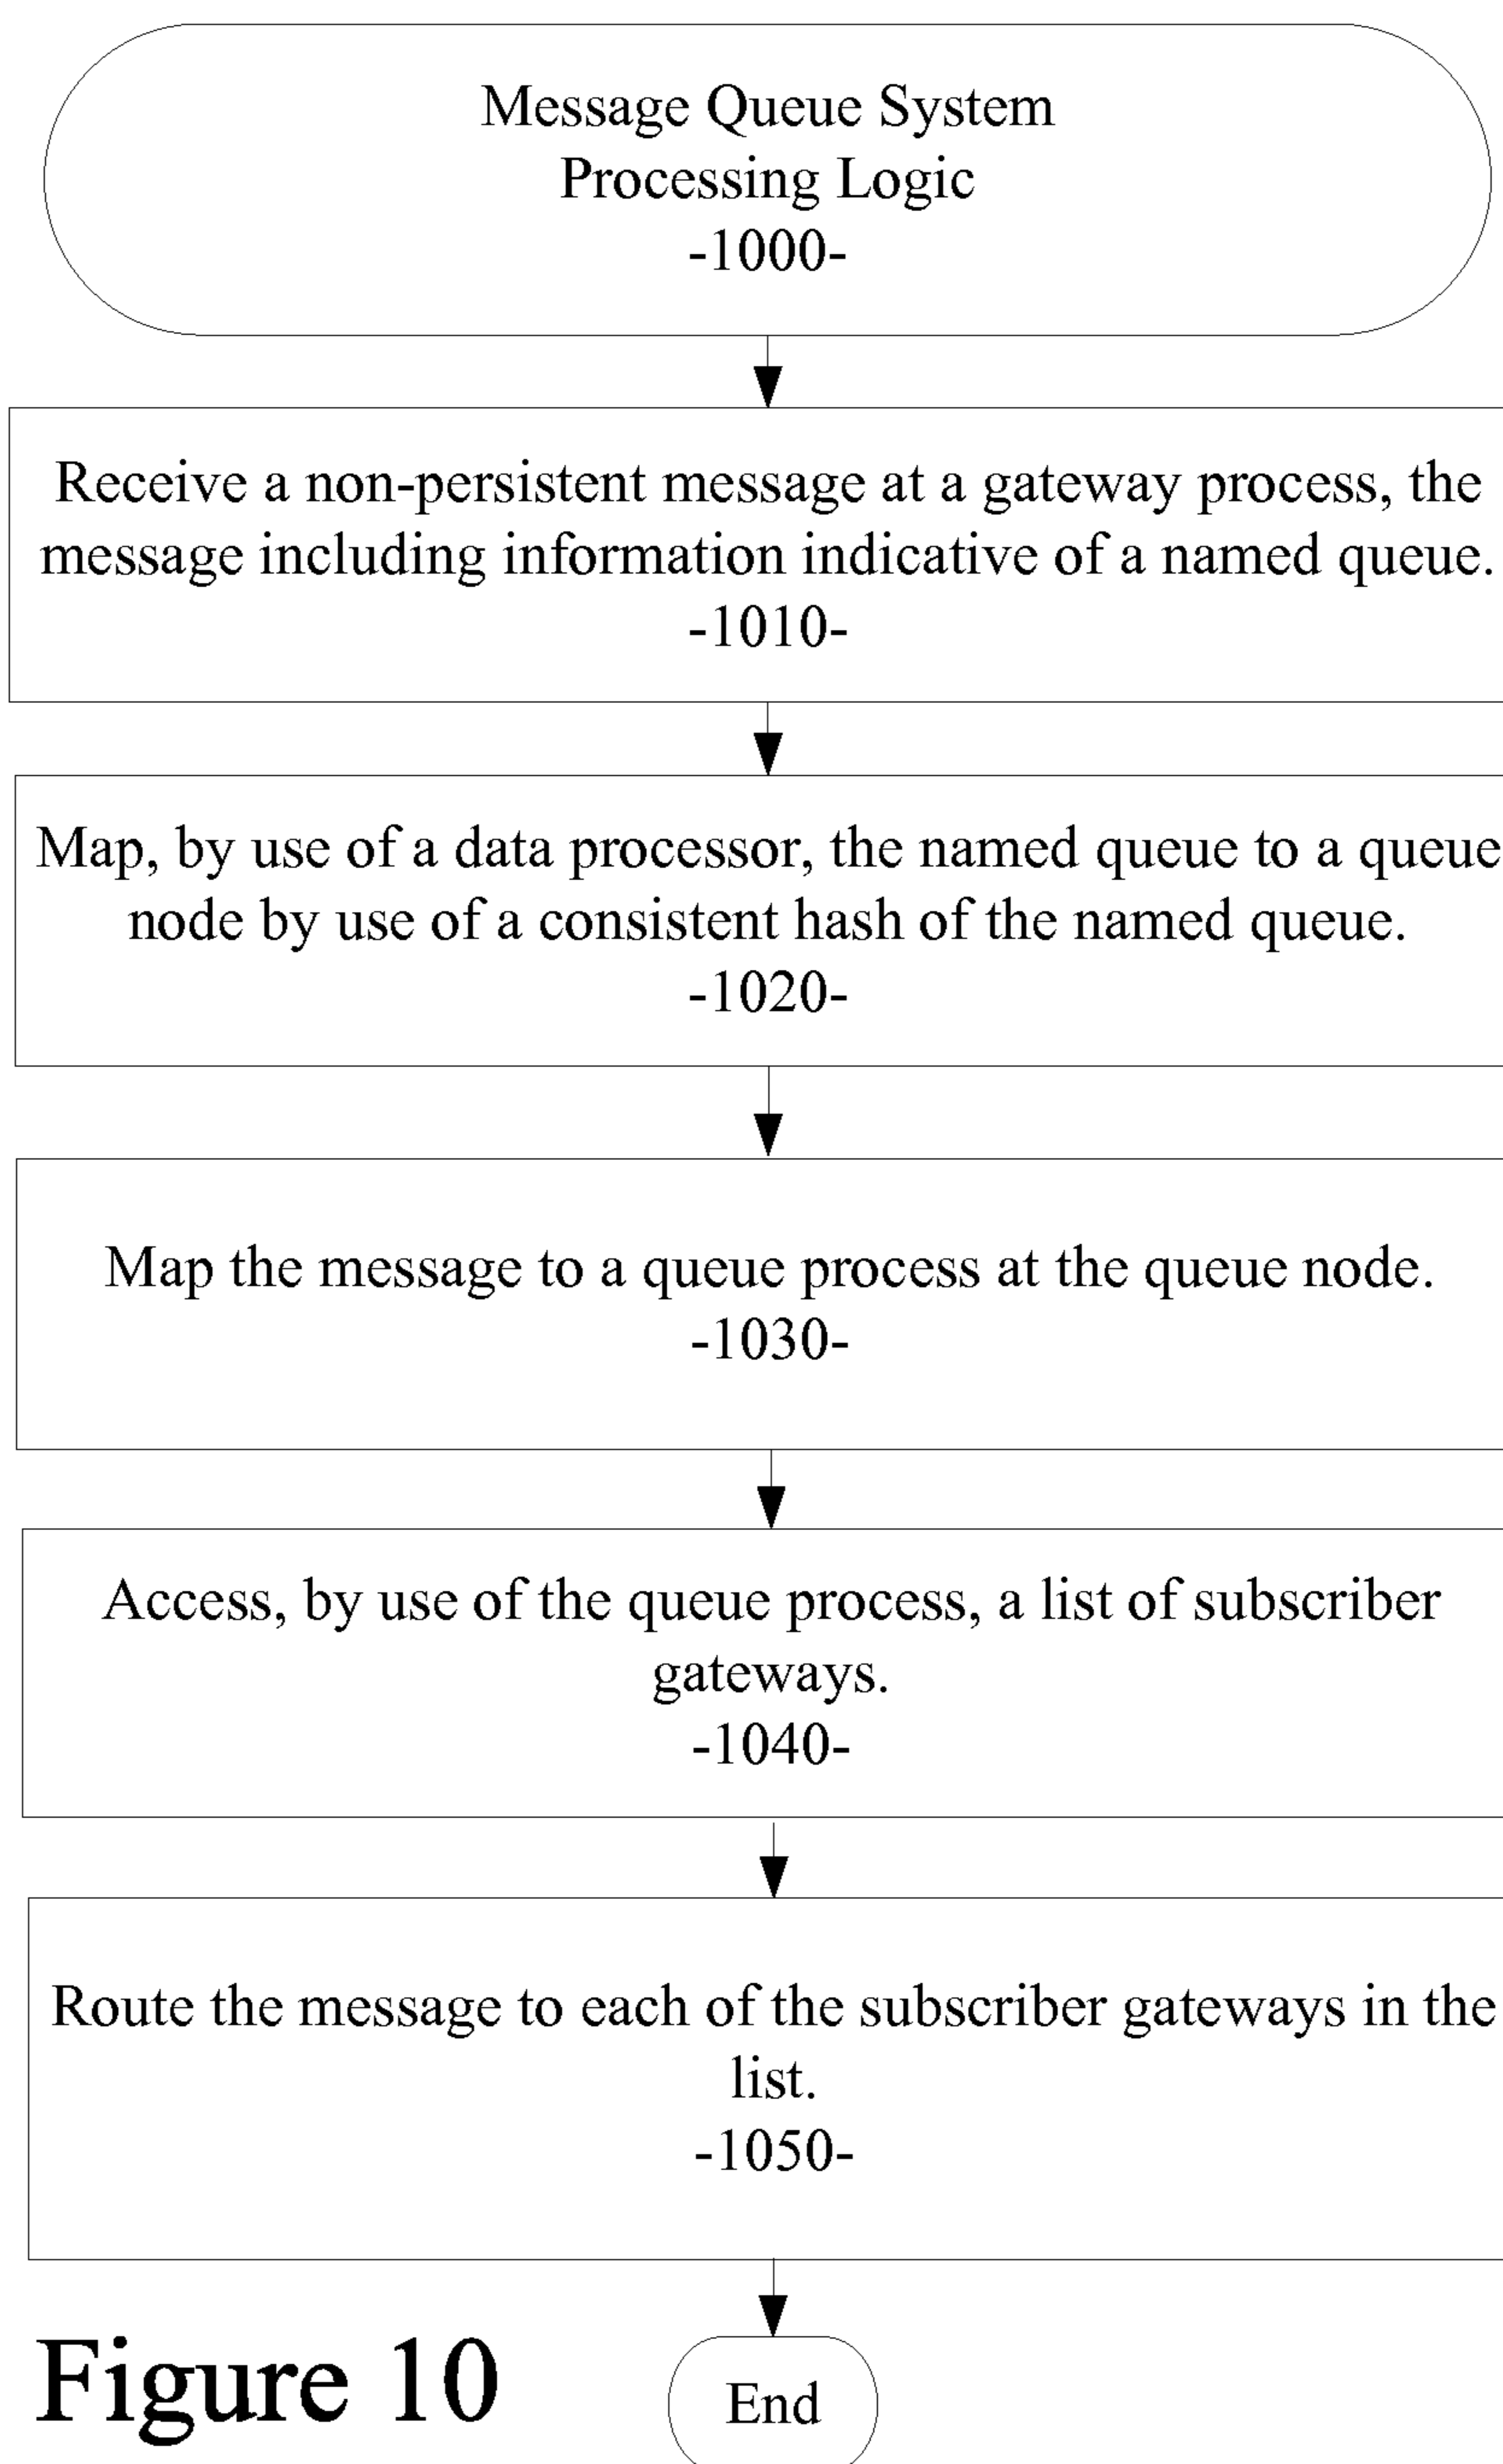 Message Queue System
Processing Logic
-1000-
Receive a non-persistent message at a gateway process, the
message including information indicative of a named queue.
-1010-
Map, by use of a data processor, the named queue to a queue
node by use of a consistent hash of the named queue.
-1020-
Map the message to a queue process at the queue node.
-1030-
Access, by use of the queue process, a list of subscriber
gateways.
-1040-
Route the message to each of the subscriber gateways in the
list.
-1050-
Figure 10
End